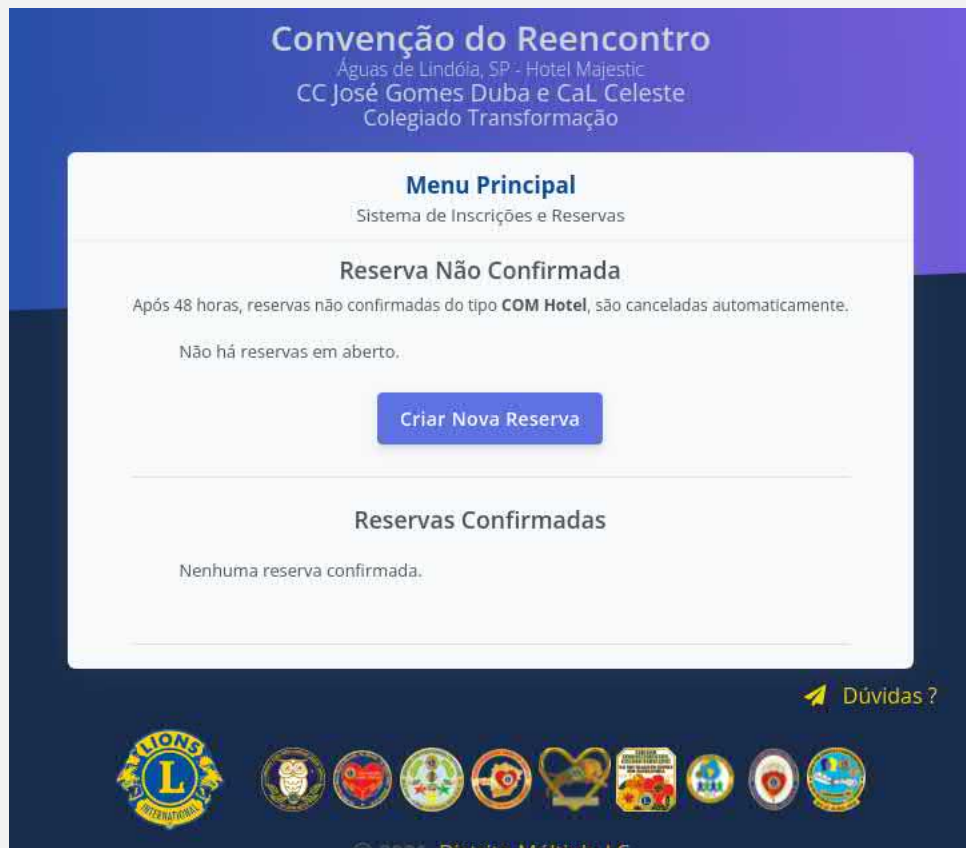 Convenção do Reencontro
Águas de Lindóia, SP - Hotel Majestic
CC José Gomes Duba e CaL Celeste
Colegiado Transformação
Menu Principal
Sistema de Inscrições e Reservas
Reserva Não Confirmada
Após 48 horas, reservas não confirmadas do tipo COM Hotel, são canceladas automaticamente.
Não há reservas em aberto.
Criar Nova Reserva
Reservas Confirmadas
Nenhuma reserva confirmada.
Dúvidas ?
LIONS
L
INTERNATIONAL